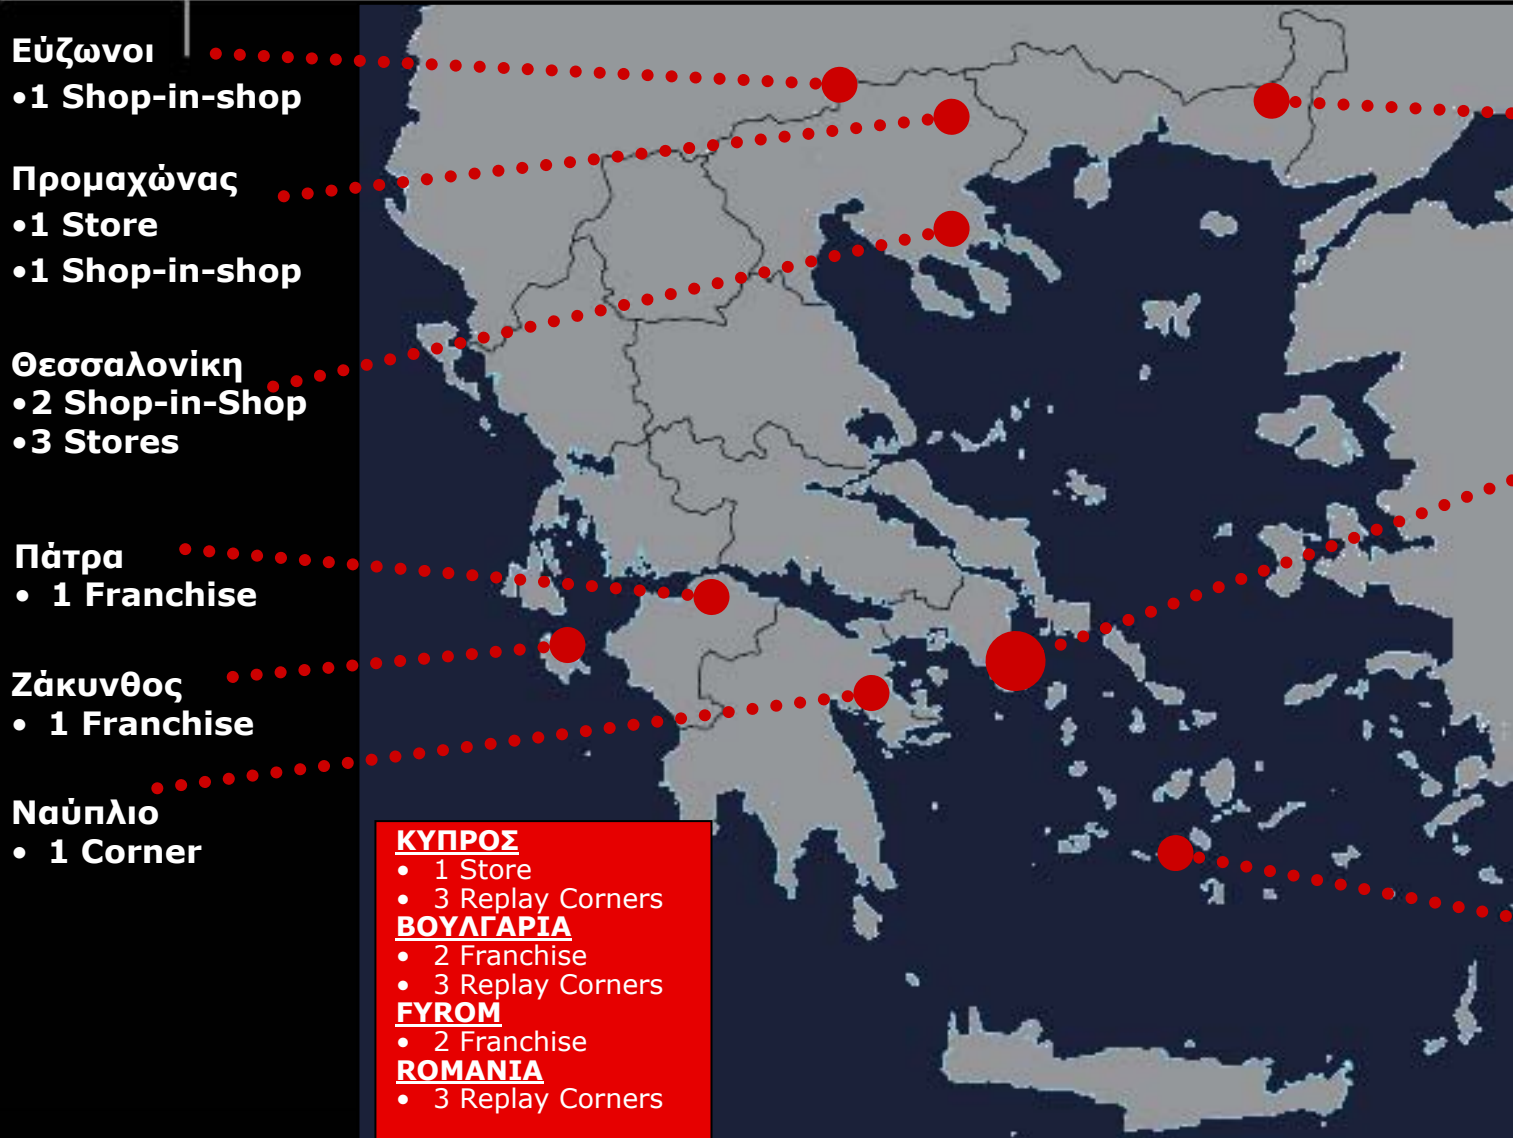 Εύζωνοι
•1 Shop-in-shop
Προμαχώνας
•1 Store
•1 Shop-in-shop
Θεσσαλονίκη
•2 Shop-in-Shop
•3 Stores
Πάτρα
• 1 Franchise
Ζάκυνθος
• 1 Franchise
Ναύπλιο
• 1 Corner
ΚΥΠΡΟΣ
• 1 Store
• 3 Replay Corners
ΒΟΥΛΓΑΡΙΑ
• 2 Franchise
• 3 Replay Corners
FYROM
• 2 Franchise
ROMANIA
• 3 Replay Corners